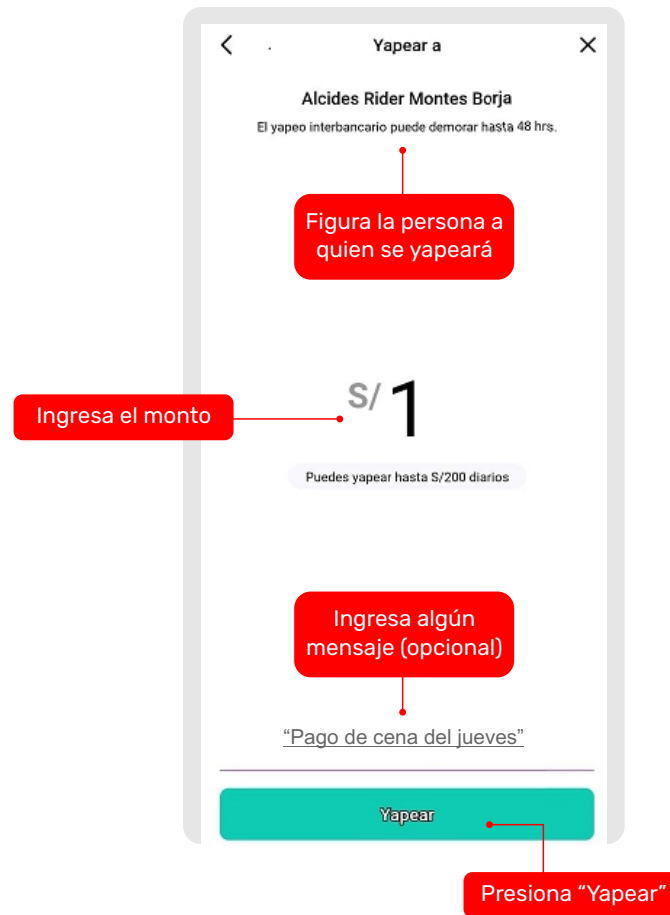 Yapear a
Alcides Rider Montes Borja
El yapeo interbancario puede demorar hasta 48 hrs.
Figura la persona a
quien se yapeará
S/ 1
Ingresa el monto
Puedes yapear hasta S/200 diarios
Ingresa algún
mensaje (opcional)
“Pago de cena del jueves”
Yapear
Presiona “Yapear”